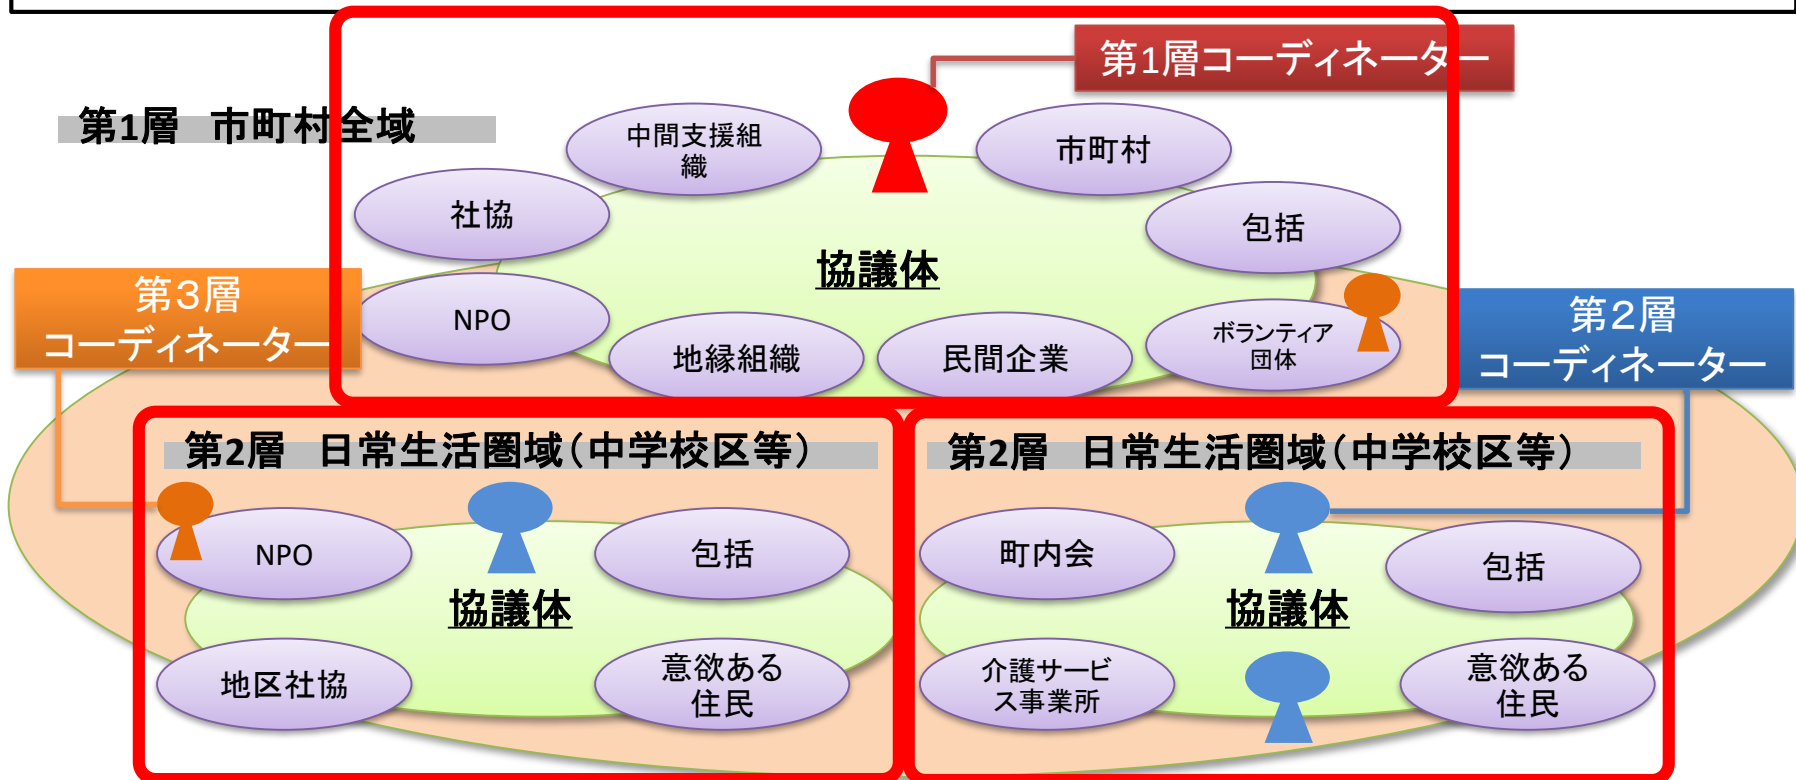 第1層コーディネーター
第1層　市町村全域
中間支援組
織
市町村
社協
包括
協議体
第３層
コーディネーター
NPO
地縁組織
民間企業
ボランティア
団体
第２層
コーディネーター
第2層　日常生活圏域（中学校区等）
NPO
包括
協議体
地区社協
意欲ある
住民
第2層　日常生活圏域（中学校区等）
町内会
包括
協議体
介護サービ
ス事業所
意欲ある
住民